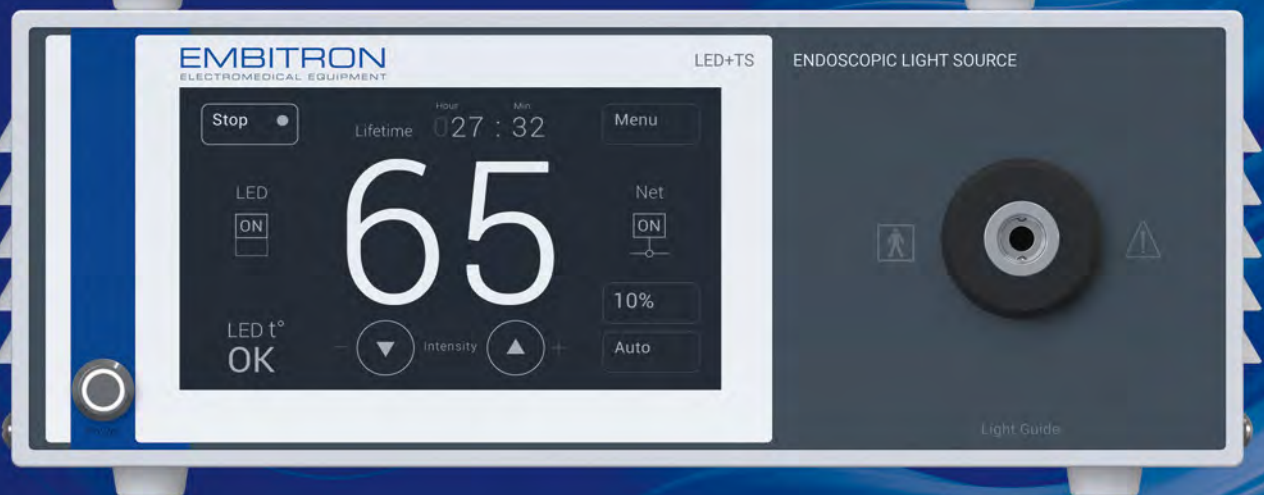 EMBITRON
ELECTROMEDICAL EQUIPMENT
LED+TS
ENDOSCOPIC LIGHT SOURCE
Stop
Lifetime
Hour
Min
027 : 32
Menu
LED
ON
65
Net
ON
10%
LED t°
OK
Intensity
Auto
Light Guide